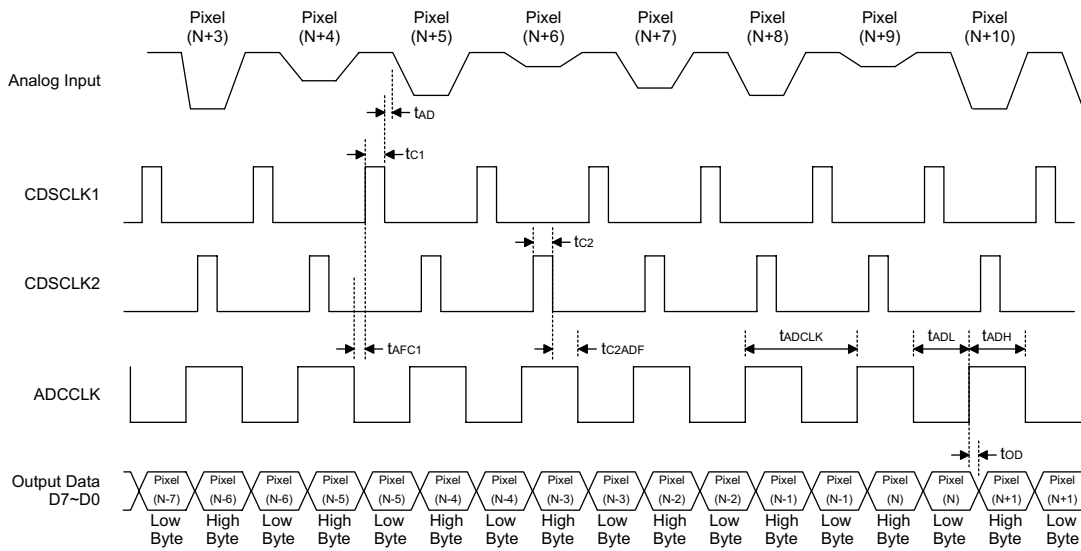 Pixel Pixel Pixel Pixel Pixel Pixel Pixel Pixel
(N+3) (N+4) (N+5) (N+6) (N+7) (N+8) (N+9) (N+10)
Analog Input
tAD
tC1
CDSCLK1
tC2
CDSCLK2
tAFC1 tC2ADF tADCLK tADL tADH
ADCCLK
tOD
Output Data
D7~D0
Pixel Pixel Pixel Pixel Pixel Pixel Pixel Pixel Pixel Pixel Pixel Pixel Pixel Pixel Pixel Pixel Pixel
(N-7) (N-6) (N-6) (N-5) (N-5) (N-4) (N-4) (N-3) (N-3) (N-2) (N-2) (N-1) (N-1) (N) (N) (N+1) (N+1)
Low High Low High Low High Low High Low High Low High Low High Low High Low
Byte Byte Byte Byte Byte Byte Byte Byte Byte Byte Byte Byte Byte Byte Byte Byte Byte